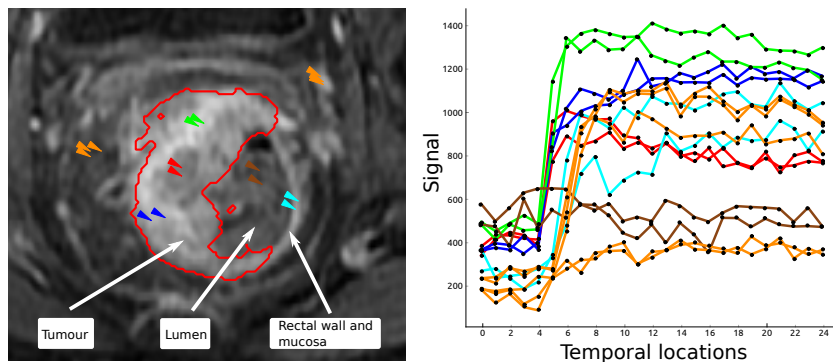 Tumour
Lumen
Rectal wall and
mucosa
Signal
1400
1200
1000
800
600
400
200
0 2 4 6 8 10 12 14 16 18 20 22 24
Temporal locations